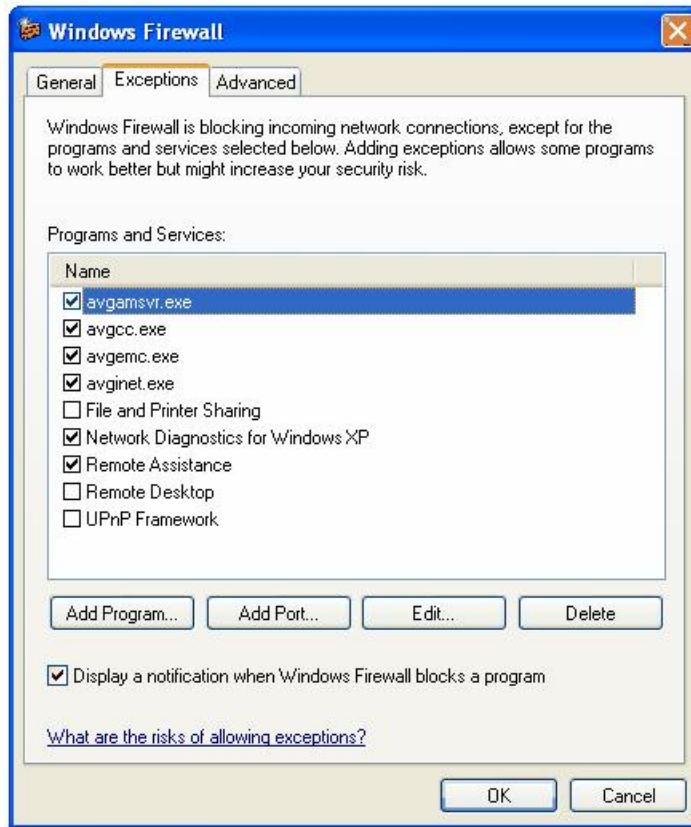 Windows Firewall
General Exceptions Advanced
Windows Firewall is blocking incoming network connections, except for the
programs and services selected below. Adding exceptions allows some programs
to work better but might increase your security risk.
Programs and Services:
Name
avgamsvr.exe
avgcc.exe
avgemc.exe
avginet.exe
File and Printer Sharing
Network Diagnostics for Windows XP
Remote Assistance
Remote Desktop
UPnP Framework
Add Program... Add Port... Edit... Delete
Display a notification when Windows Firewall blocks a program
What are the risks of allowing exceptions?
OK Cancel